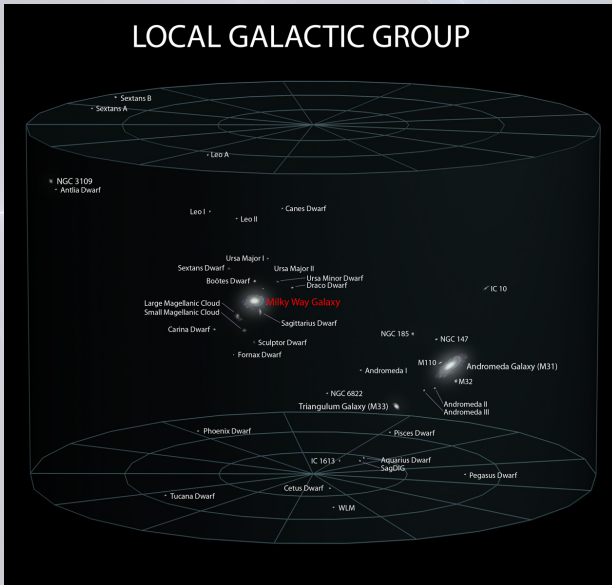 LOCAL GALACTIC GROUP
Sextans B
Sextans A
Leo A
NGC 3109
Antlia Dwarf
Leo I
Leo II
Canes Dwarf
Ursa Major I
Sextans Dwarf
Ursa Major II
Boötes Dwarf
Ursa Minor Dwarf
Draco Dwarf
IC 10
Milky Way Galaxy
Large Magellanic Cloud
Small Magellanic Cloud
Sagittarius Dwarf
Carina Dwarf
NGC 185
NGC 147
Sculptor Dwarf
Fornax Dwarf
M110
Andromeda Galaxy (M31)
Andromeda I
M32
NGC 6822
Andromeda II
Triangulum Galaxy (M33)
Andromeda III
Phoenix Dwarf
Pisces Dwarf
IC 1613
Aquarius Dwarf
SagDIG
Pegasus Dwarf
Cetus Dwarf
Tucana Dwarf
WLM